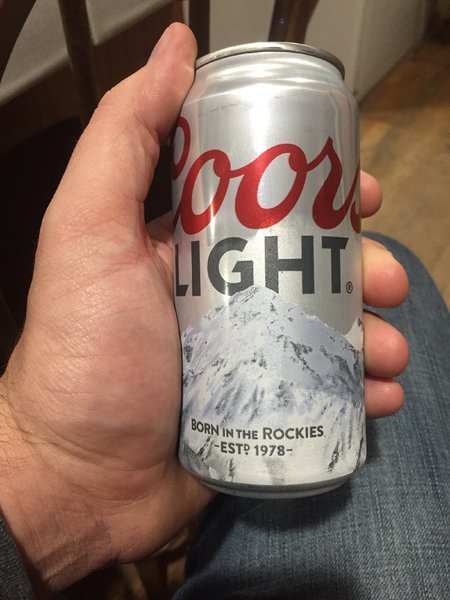 Coors
LIGHT®
BORN IN THE ROCKIES
-ESTD 1978-